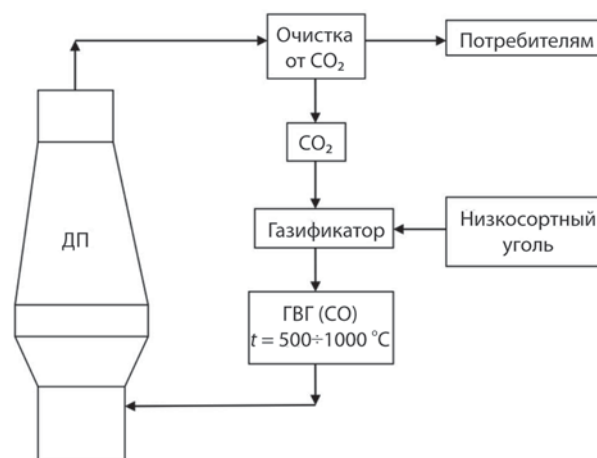 Очистка
от CO₂
Потребителям
CO₂
ДП
Газификатор
Низкосортный
уголь
ГВГ (CO)
t = 500÷1000 °C